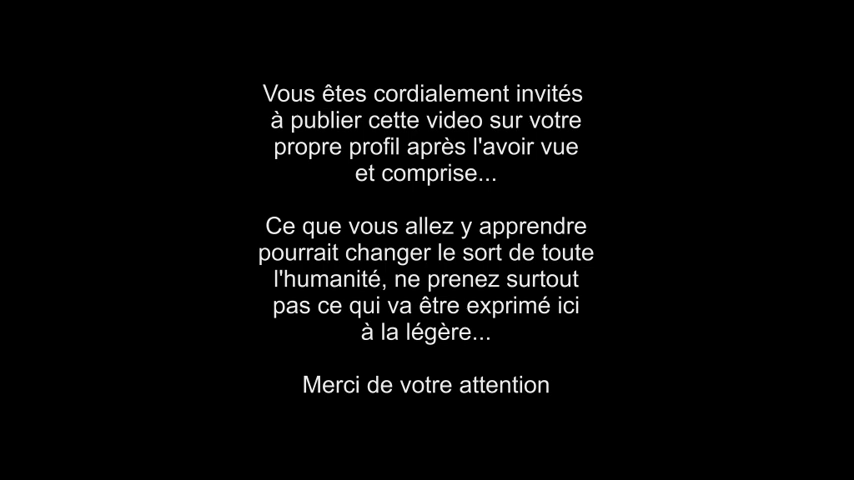 Vous êtes cordialement invités
à publier cette video sur votre
propre profil après l'avoir vue
et comprise...
Ce que vous allez y apprendre
pourrait changer le sort de toute
l'humanité, ne prenez surtout
pas ce qui va être exprimé ici
à la légère...
Merci de votre attention